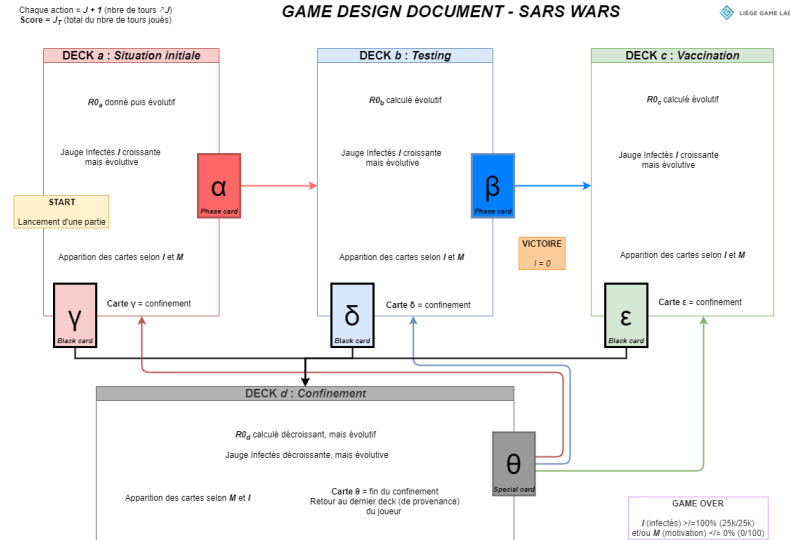 Chaque action = J + 1 (nbre de tours ↗J)
Score = J_T (total du nbre de tours joués)
GAME DESIGN DOCUMENT - SARS WARS
LIÈGE GAME LAB
DECK a : Situation initiale
R0_a donné puis évolutif
Jauge Infectés I croissante
mais évolutive
α
Phase card
START
Lancement d'une partie
Apparition des cartes selon I et M
γ
Black card
Carte γ = confinement
DECK b : Testing
R0_b calculé évolutif
Jauge Infectés I croissante
mais évolutive
β
Phase card
Apparition des cartes selon I et M
δ
Black card
Carte δ = confinement
VICTOIRE
I = 0
DECK c : Vaccination
R0_c calculé évolutif
Jauge Infectés I croissante
mais évolutive
Apparition des cartes selon I et M
ε
Black card
Carte ε = confinement
DECK d : Confinement
R0_d calculé décroissant, mais évolutif
Jauge Infectés décroissante, mais évolutive
Apparition des cartes selon M et I
Carte θ = fin du confinement
Retour au dernier deck (de provenance)
du joueur
θ
Special card
GAME OVER
I (infectés) >/=100% (25k/25k)
et/ou M (motivation) </= 0% (0/100)